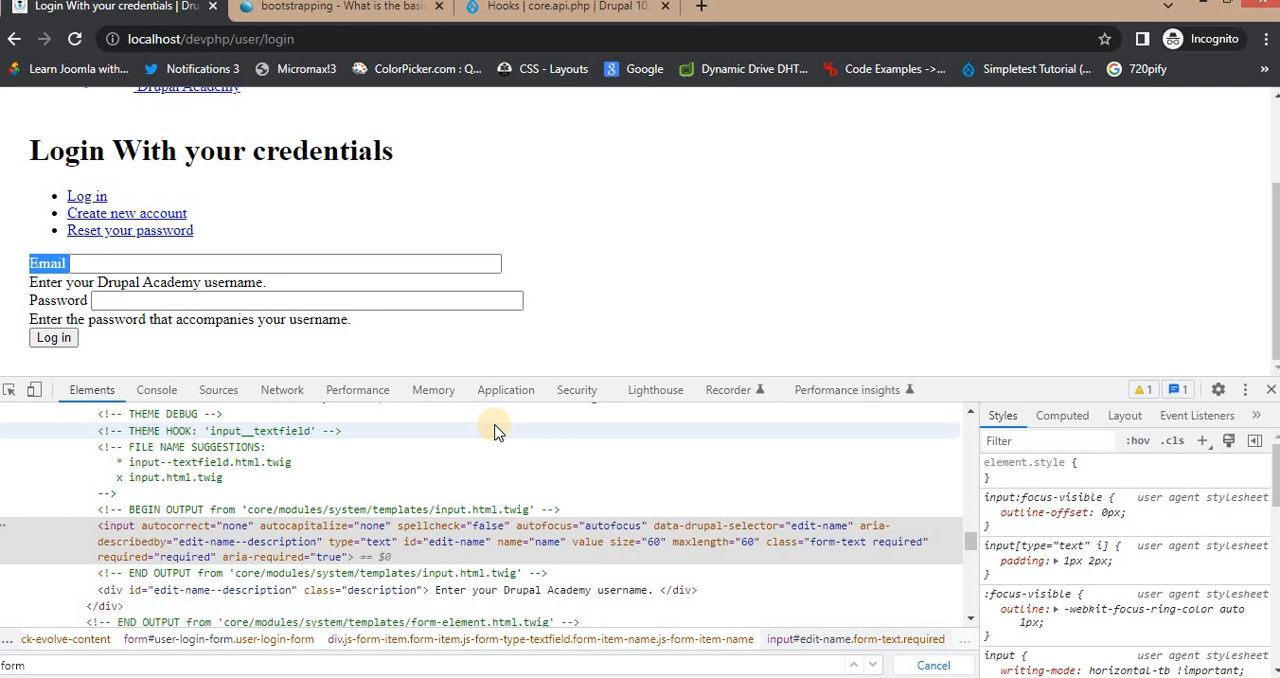 Login With your credentials | Dru
bootstrapping - What is the basi
Hooks | core.api.php | Drupal 10.
localhost/devphp/user/login
Incognito
Learn Joomla with...
Notifications 3
Micromax!3
ColorPicker.com : Q...
CSS - Layouts
Google
Dynamic Drive DHT...
Code Examples ->...
Simpletest Tutorial (...
720pify
»
Drupal Academy
Login With your credentials
Log in
Create new account
Reset your password
Email
Enter your Drupal Academy username.
Password
Enter the password that accompanies your username.
Log in
Elements
Console
Sources
Network
Performance
Memory
Application
Security
Lighthouse
Recorder
Performance insights
1
1
<!-- THEME DEBUG -->
<!-- THEME HOOK: 'input__textfield' -->
<!-- FILE NAME SUGGESTIONS:
* input--textfield.html.twig
x input.html.twig
-->
<!-- BEGIN OUTPUT from 'core/modules/system/templates/input.html.twig' -->
<input autocorrect="none" autocapitalize="none" spellcheck="false" autofocus="autofocus" data-drupal-selector="edit-name" aria-
describedby="edit-name--description" type="text" id="edit-name" name="name" value size="60" maxlength="60" class="form-text required"
required="required" aria-required="true"> == $0
<!-- END OUTPUT from 'core/modules/system/templates/input.html.twig' -->
<div id="edit-name--description" class="description"> Enter your Drupal Academy username. </div>
</div>
<!-- END OUTPUT from 'core/modules/system/templates/form-element.html.twig' -->
... ck-evolve-content form#user-login-form.user-login-form div.js-form-item.form-item.js-form-type-textfield.form-item-name.js-form-item-name input#edit-name.form-text.required ...
form
Cancel
Styles
Computed
Layout
Event Listeners
»
Filter
:hov
.cls
element.style {
}
input:focus-visible { user agent stylesheet
outline-offset: 0px;
}
input[type="text" i] { user agent stylesheet
padding: 1px 2px;
}
:focus-visible { user agent stylesheet
outline: -webkit-focus-ring-color auto
1px;
}
input { user agent stylesheet
writing-mode: horizontal-tb !important;